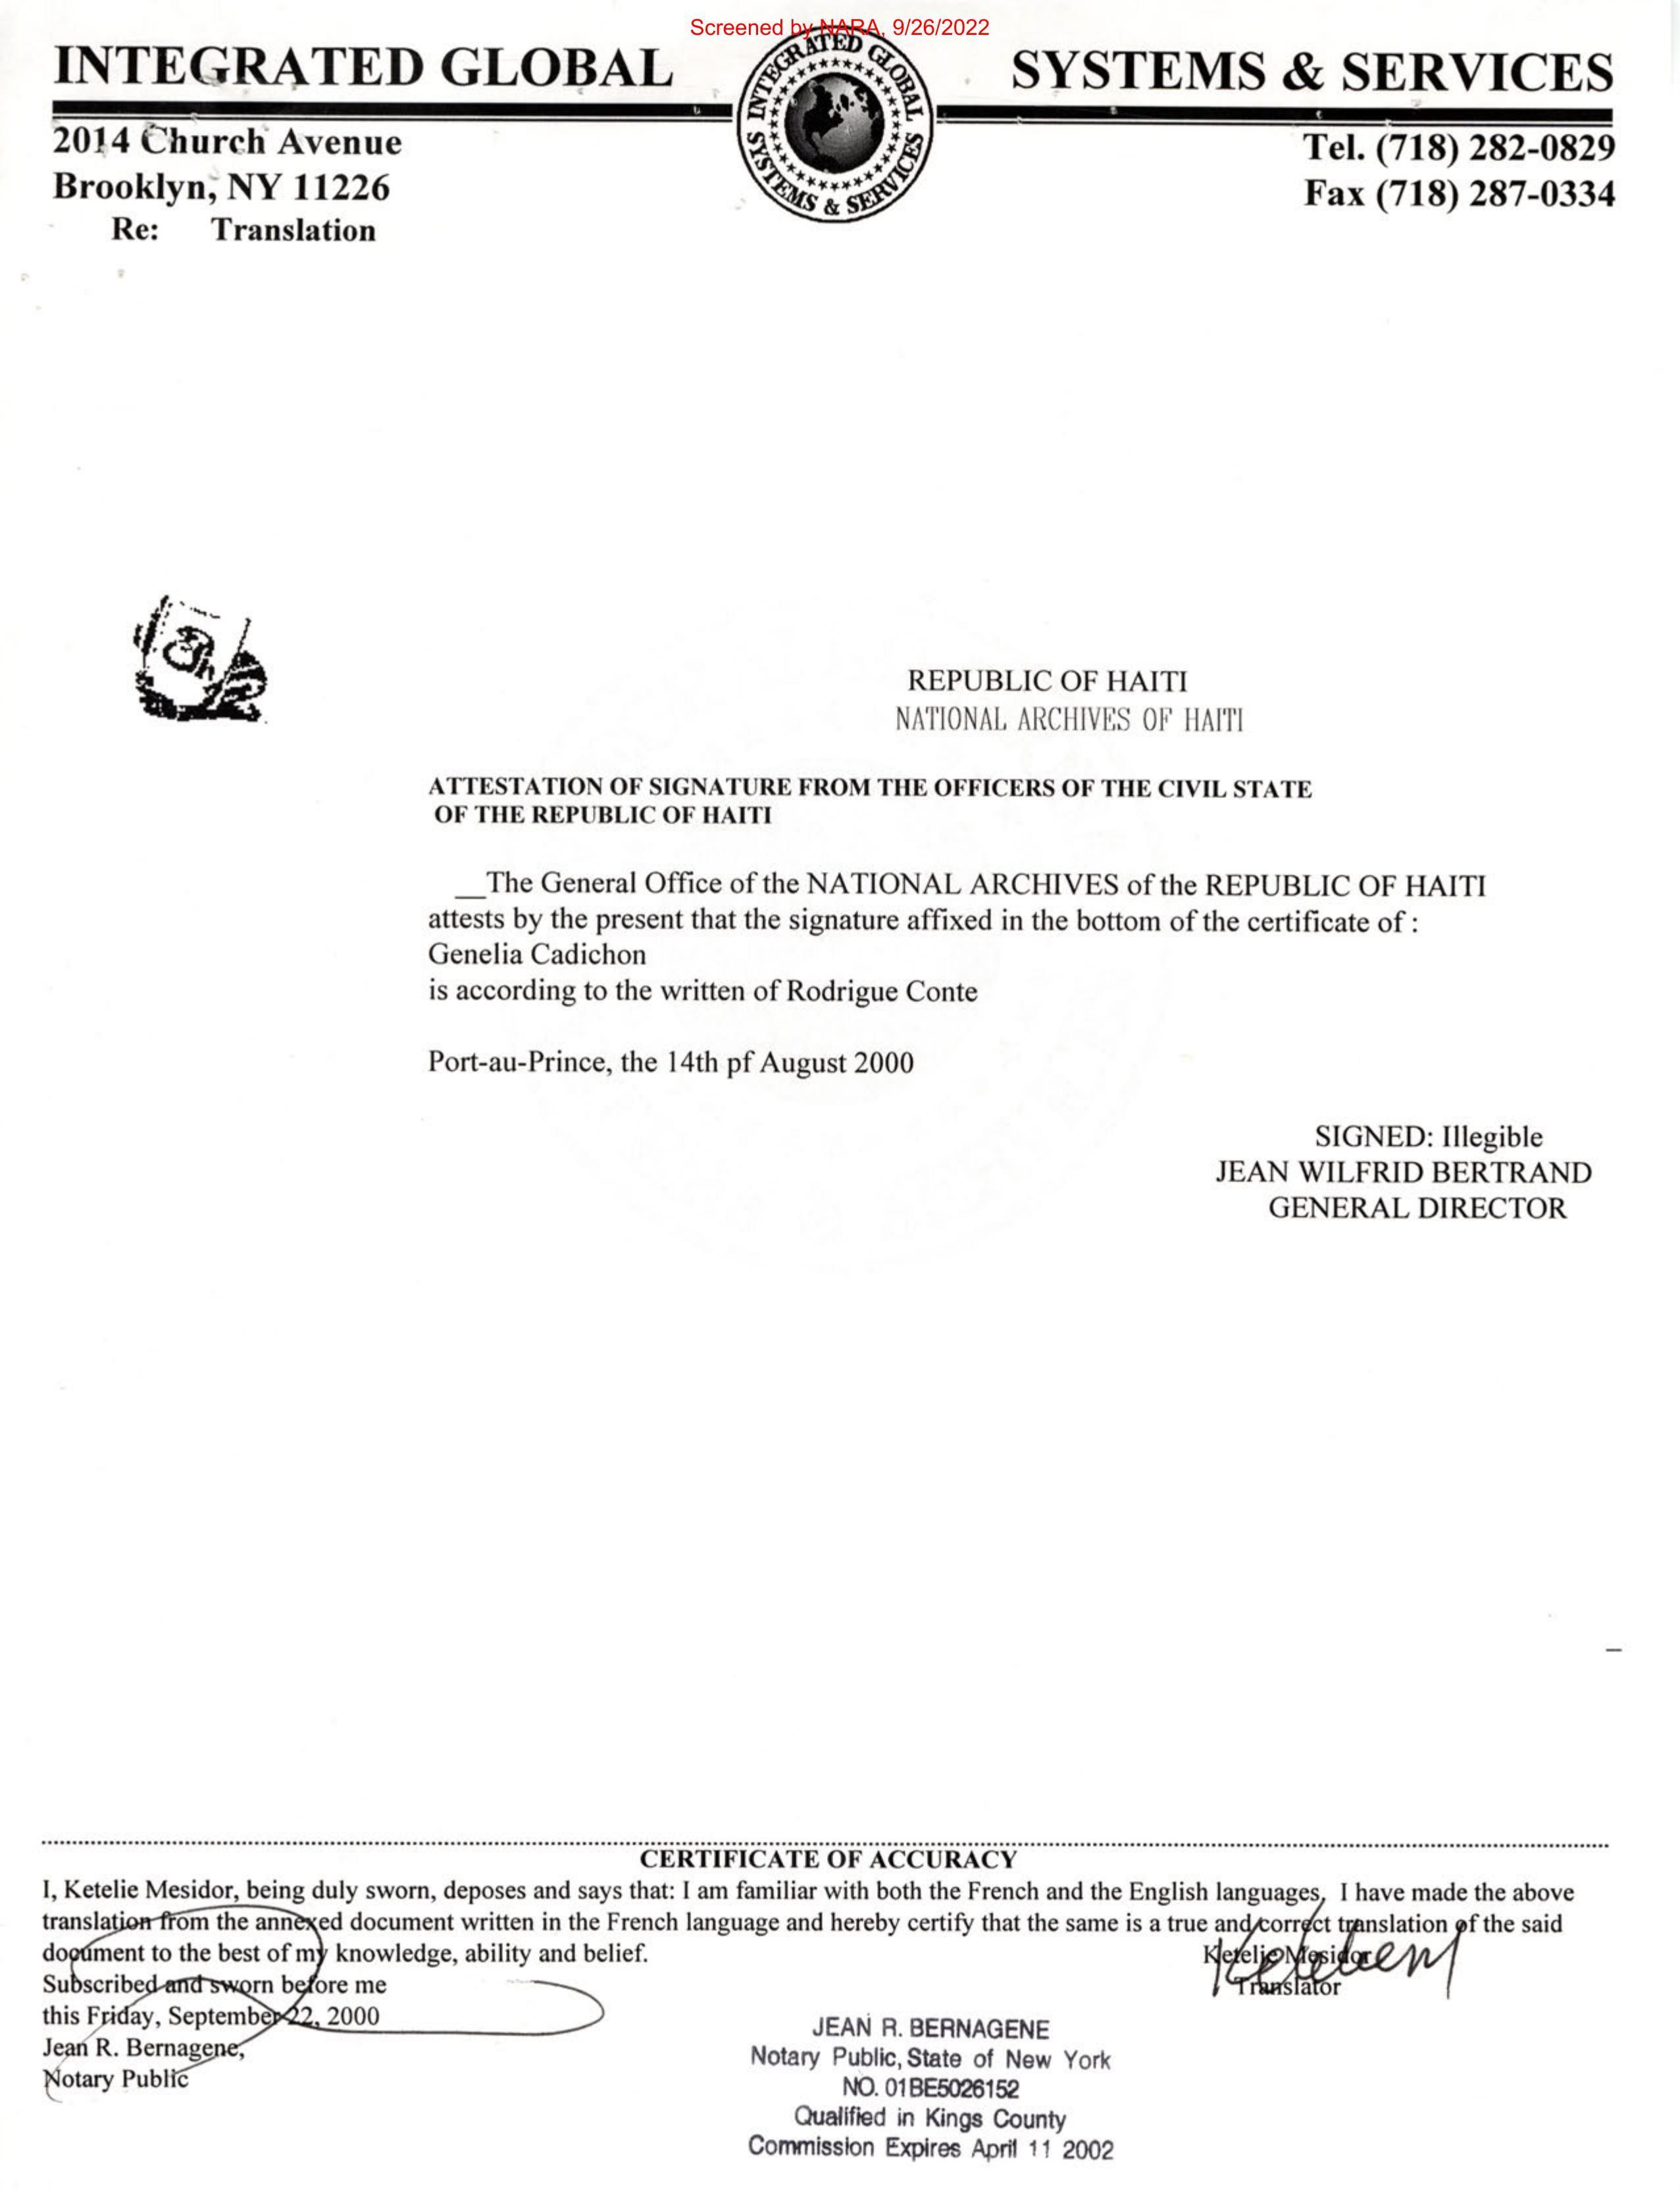 Screened by NARA, 9/26/2022
INTEGRATED GLOBAL SYSTEMS & SERVICES
INTEGRATED GLOBAL SYSTEMS & SERVICES
2014 Church Avenue
Brooklyn, NY 11226
Re: Translation
Tel. (718) 282-0829
Fax (718) 287-0334
REPUBLIC OF HAITI
NATIONAL ARCHIVES OF HAITI
ATTESTATION OF SIGNATURE FROM THE OFFICERS OF THE CIVIL STATE
OF THE REPUBLIC OF HAITI
__The General Office of the NATIONAL ARCHIVES of the REPUBLIC OF HAITI
attests by the present that the signature affixed in the bottom of the certificate of :
Genelia Cadichon
is according to the written of Rodrigue Conte
Port-au-Prince, the 14th pf August 2000
SIGNED: Illegible
JEAN WILFRID BERTRAND
GENERAL DIRECTOR
CERTIFICATE OF ACCURACY
I, Ketelie Mesidor, being duly sworn, deposes and says that: I am familiar with both the French and the English languages, I have made the above
translation from the annexed document written in the French language and hereby certify that the same is a true and correct translation of the said
document to the best of my knowledge, ability and belief.
Ketelie Mesidor
Translator
Subscribed and sworn before me
this Friday, September 22, 2000
Jean R. Bernagene,
Notary Public
JEAN R. BERNAGENE
Notary Public, State of New York
NO. 01BE5026152
Qualified in Kings County
Commission Expires April 11 2002